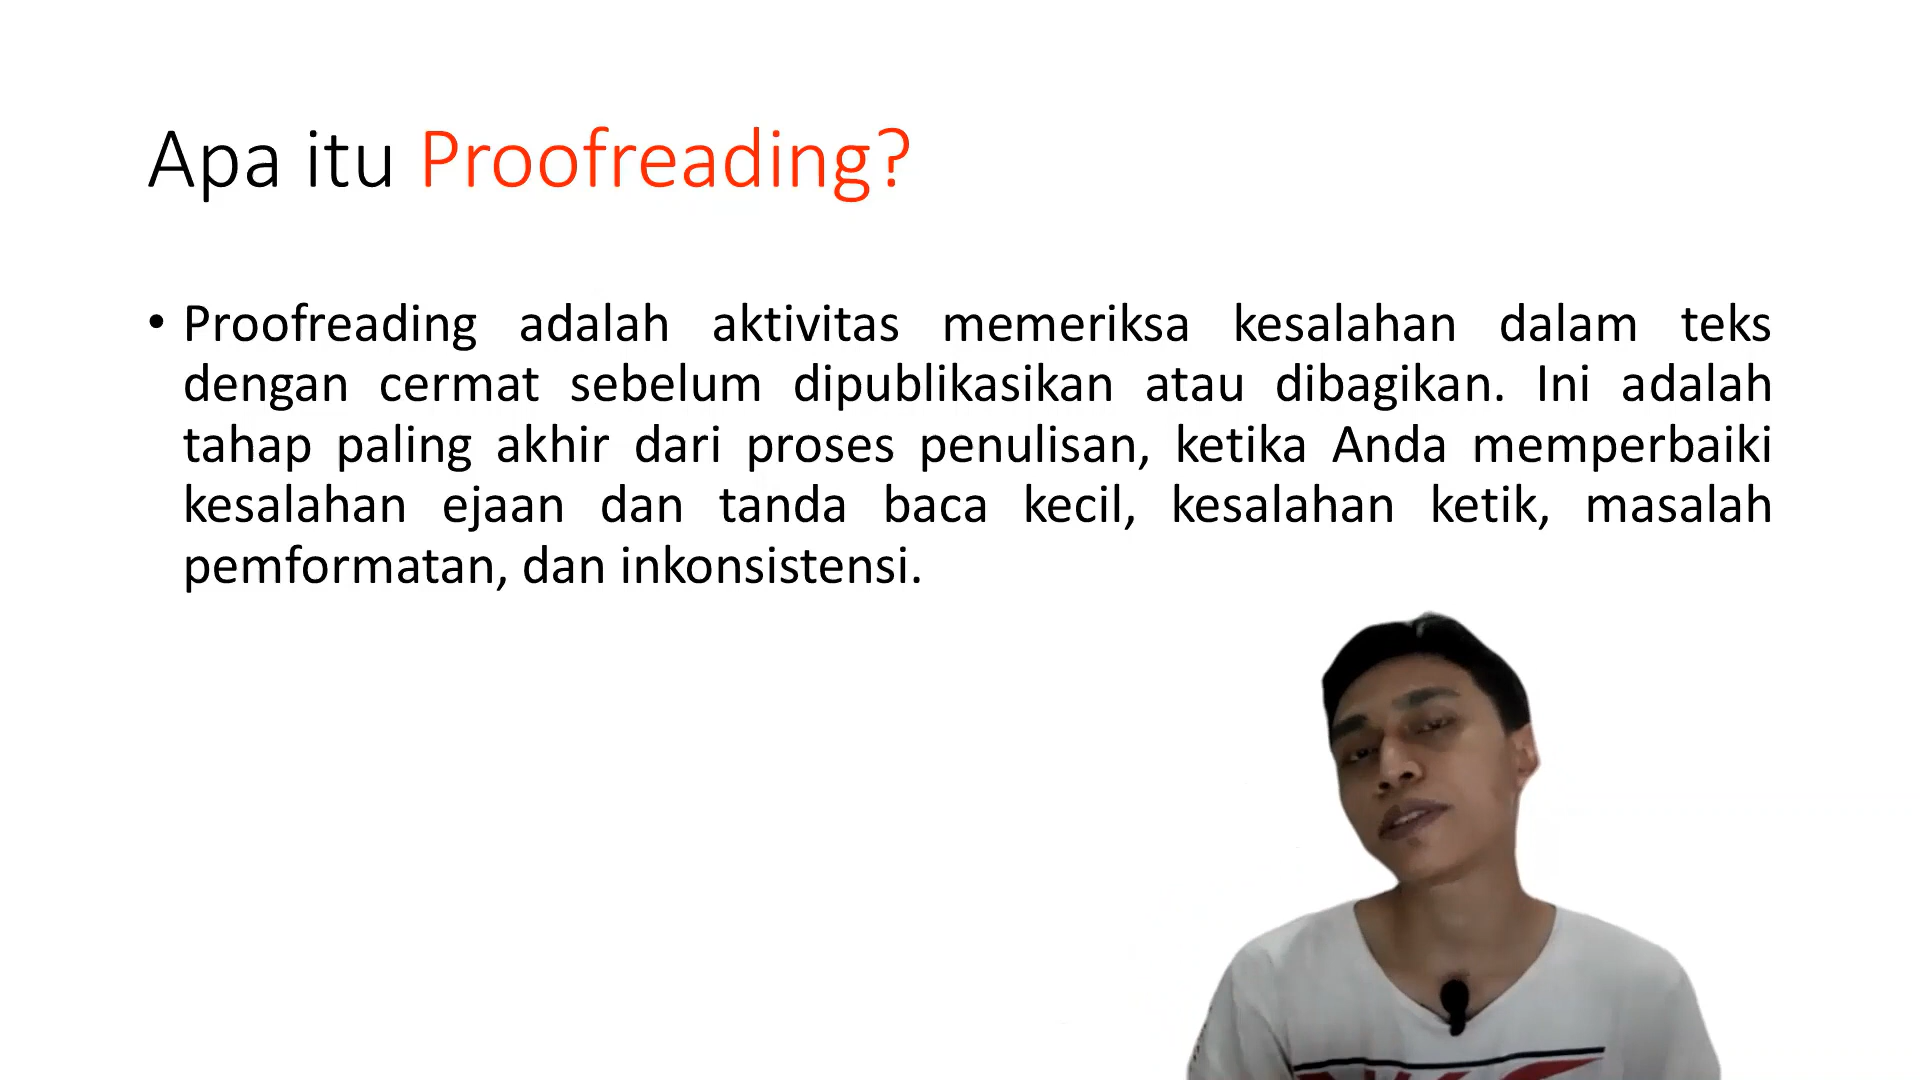 Apa itu Proofreading?
• Proofreading adalah aktivitas memeriksa kesalahan dalam teks
dengan cermat sebelum dipublikasikan atau dibagikan. Ini adalah
tahap paling akhir dari proses penulisan, ketika Anda memperbaiki
kesalahan ejaan dan tanda baca kecil, kesalahan ketik, masalah
pemformatan, dan inkonsistensi.